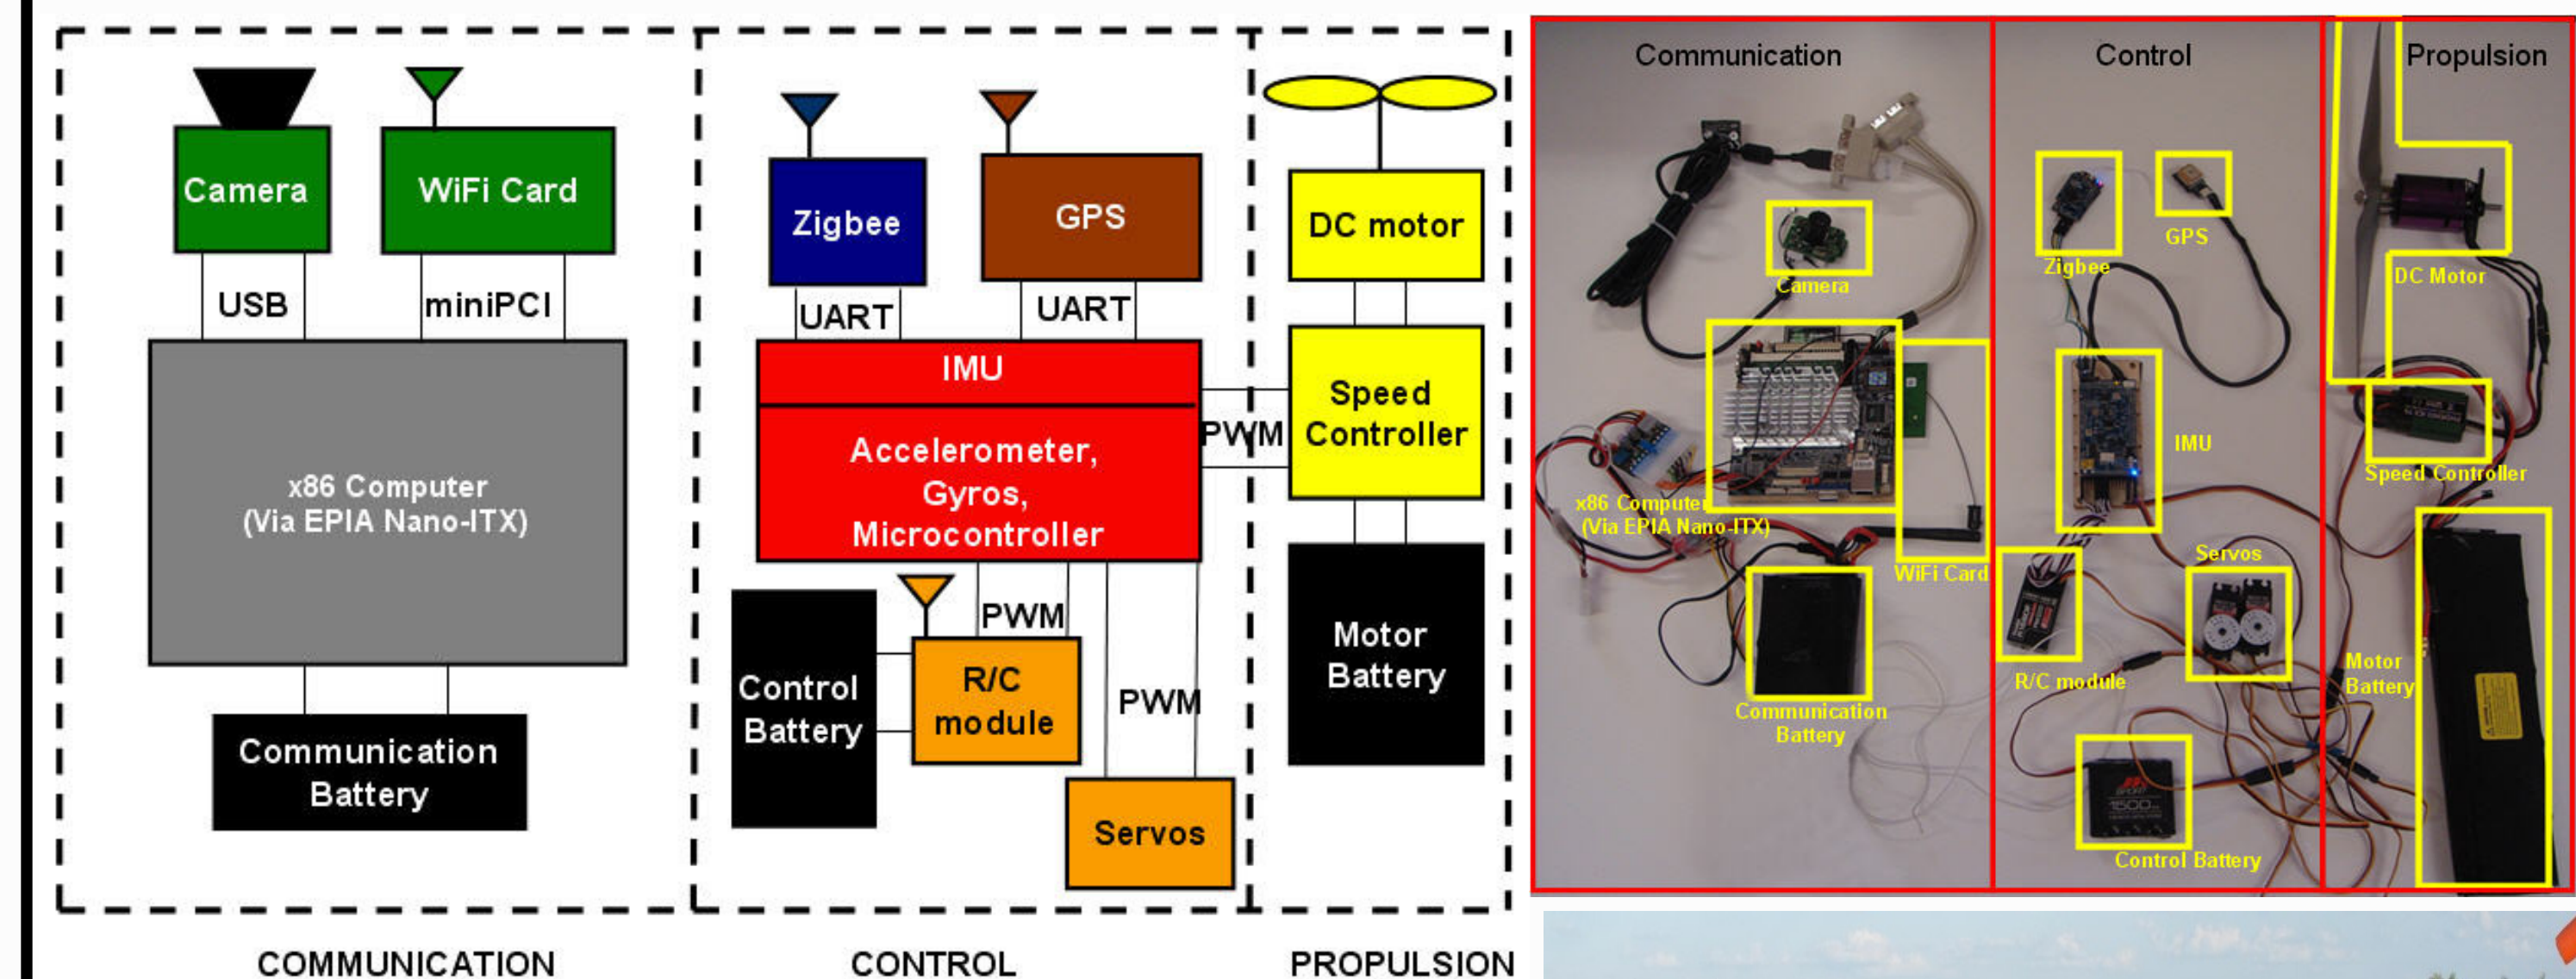 Camera
WiFi Card
USB
miniPCI
x86 Computer
(Via EPIA Nano-ITX)
Communication
Battery
COMMUNICATION
Zigbee
GPS
UART
UART
IMU
Accelerometer,
Gyros,
Microcontroller
PWM
PWM
PWM
Control
Battery
R/C
module
Servos
CONTROL
DC motor
Speed
Controller
Motor
Battery
PROPULSION
Communication
Camera
x86 Computer
(Via EPIA Nano-ITX)
WiFi Card
Communication
Battery
Control
Zigbee
GPS
IMU
Servos
R/C module
1500
Control Battery
Propulsion
DC Motor
Speed Controller
Motor
Battery